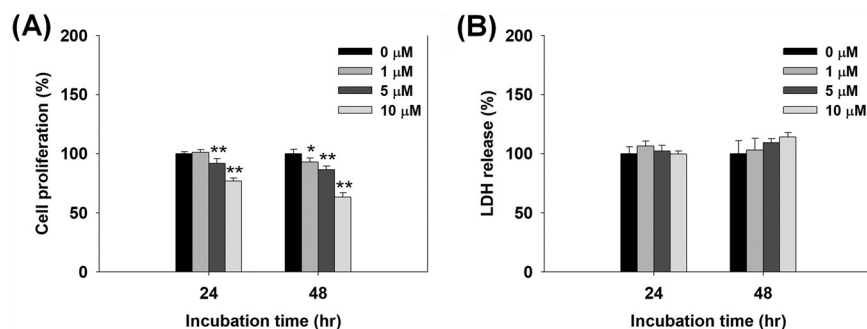 (A)
200
150
100
50
0
Cell proliferation (%)
0 μM
1 μM
5 μM
10 μM
**
**
*
**
**
24
48
Incubation time (hr)
(B)
200
150
100
50
0
LDH release (%)
0 μM
1 μM
5 μM
10 μM
24
48
Incubation time (hr)